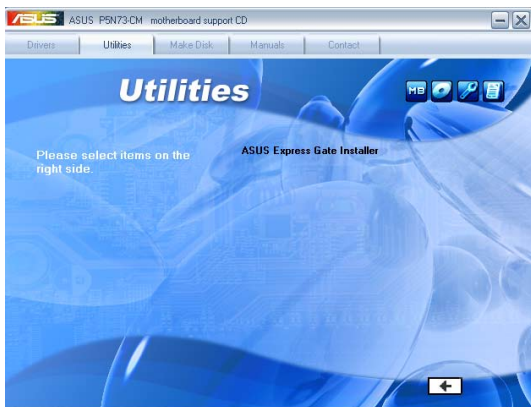 ASUS P5N73-CM motherboard support CD
Drivers Utilities Make Disk Manuals Contact
Utilities
MB
Please select items on the
right side.
ASUS Express Gate Installer